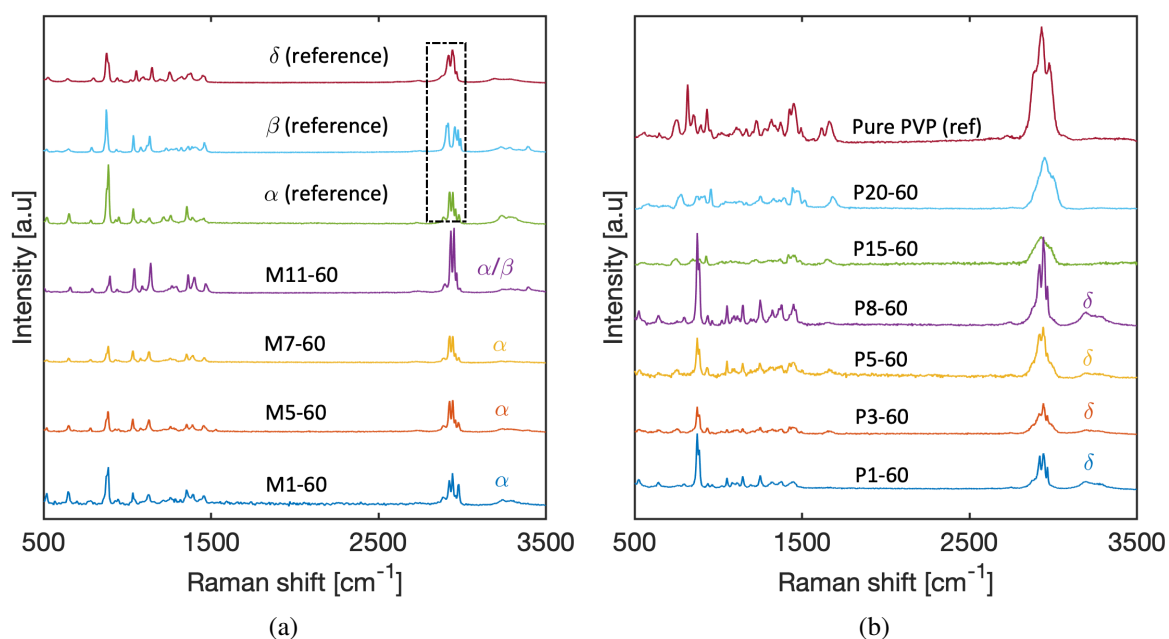 Intensity [a.u]
δ (reference)
β (reference)
α (reference)
M11-60
α/β
M7-60
α
M5-60
α
M1-60
α
500
1500
2500
3500
Raman shift [cm⁻¹]
(a)
Intensity [a.u]
Pure PVP (ref)
P20-60
P15-60
P8-60
δ
P5-60
δ
P3-60
δ
P1-60
δ
500
1500
2500
3500
Raman shift [cm⁻¹]
(b)